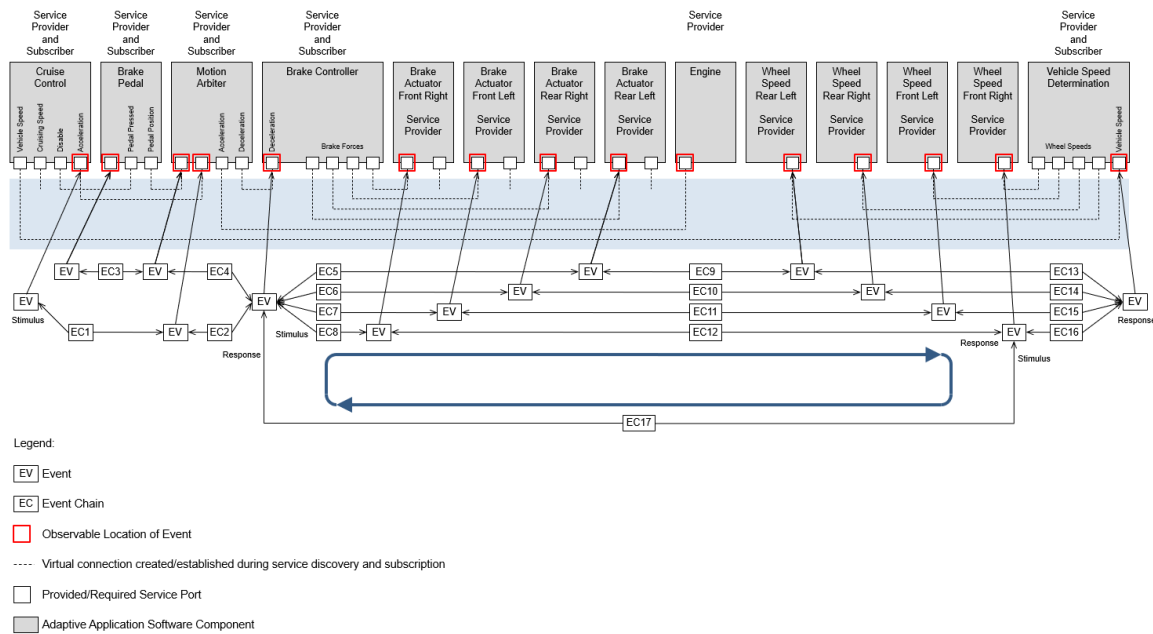 Service
Provider
and
Subscriber
Service
Provider
and
Subscriber
Service
Provider
and
Subscriber
Service
Provider
and
Subscriber
Service
Provider
Service
Provider
and
Subscriber
Cruise
Control
Brake
Pedal
Motion
Arbiter
Brake Controller
Brake
Actuator
Front Right
Service
Provider
Brake
Actuator
Front Left
Service
Provider
Brake
Actuator
Rear Right
Service
Provider
Brake
Actuator
Rear Left
Service
Provider
Engine
Wheel
Speed
Rear Left
Service
Provider
Wheel
Speed
Rear Right
Service
Provider
Wheel
Speed
Front Left
Service
Provider
Wheel
Speed
Front Right
Service
Provider
Vehicle Speed
Determination
Vehicle Speed
Cruising Speed
Disable
Acceleration
Pedal Pressed
Pedal Position
Acceleration
Deceleration
Deceleration
Brake Forces
Wheel Speeds
Vehicle Speed
EV
EC3
EV
EC4
EC5
EV
EC9
EV
EC13
EC6
EV
EC10
EV
EC14
EV
EV
EV
Stimulus
Stimulus
Response
EC7
EV
EC11
EV
EC15
EC1
EV
EC2
EC8
EV
EC12
EV
EC16
Response
Response
Stimulus
EC17
Legend:
EV Event
EC Event Chain
Observable Location of Event
Virtual connection created/established during service discovery and subscription
Provided/Required Service Port
Adaptive Application Software Component